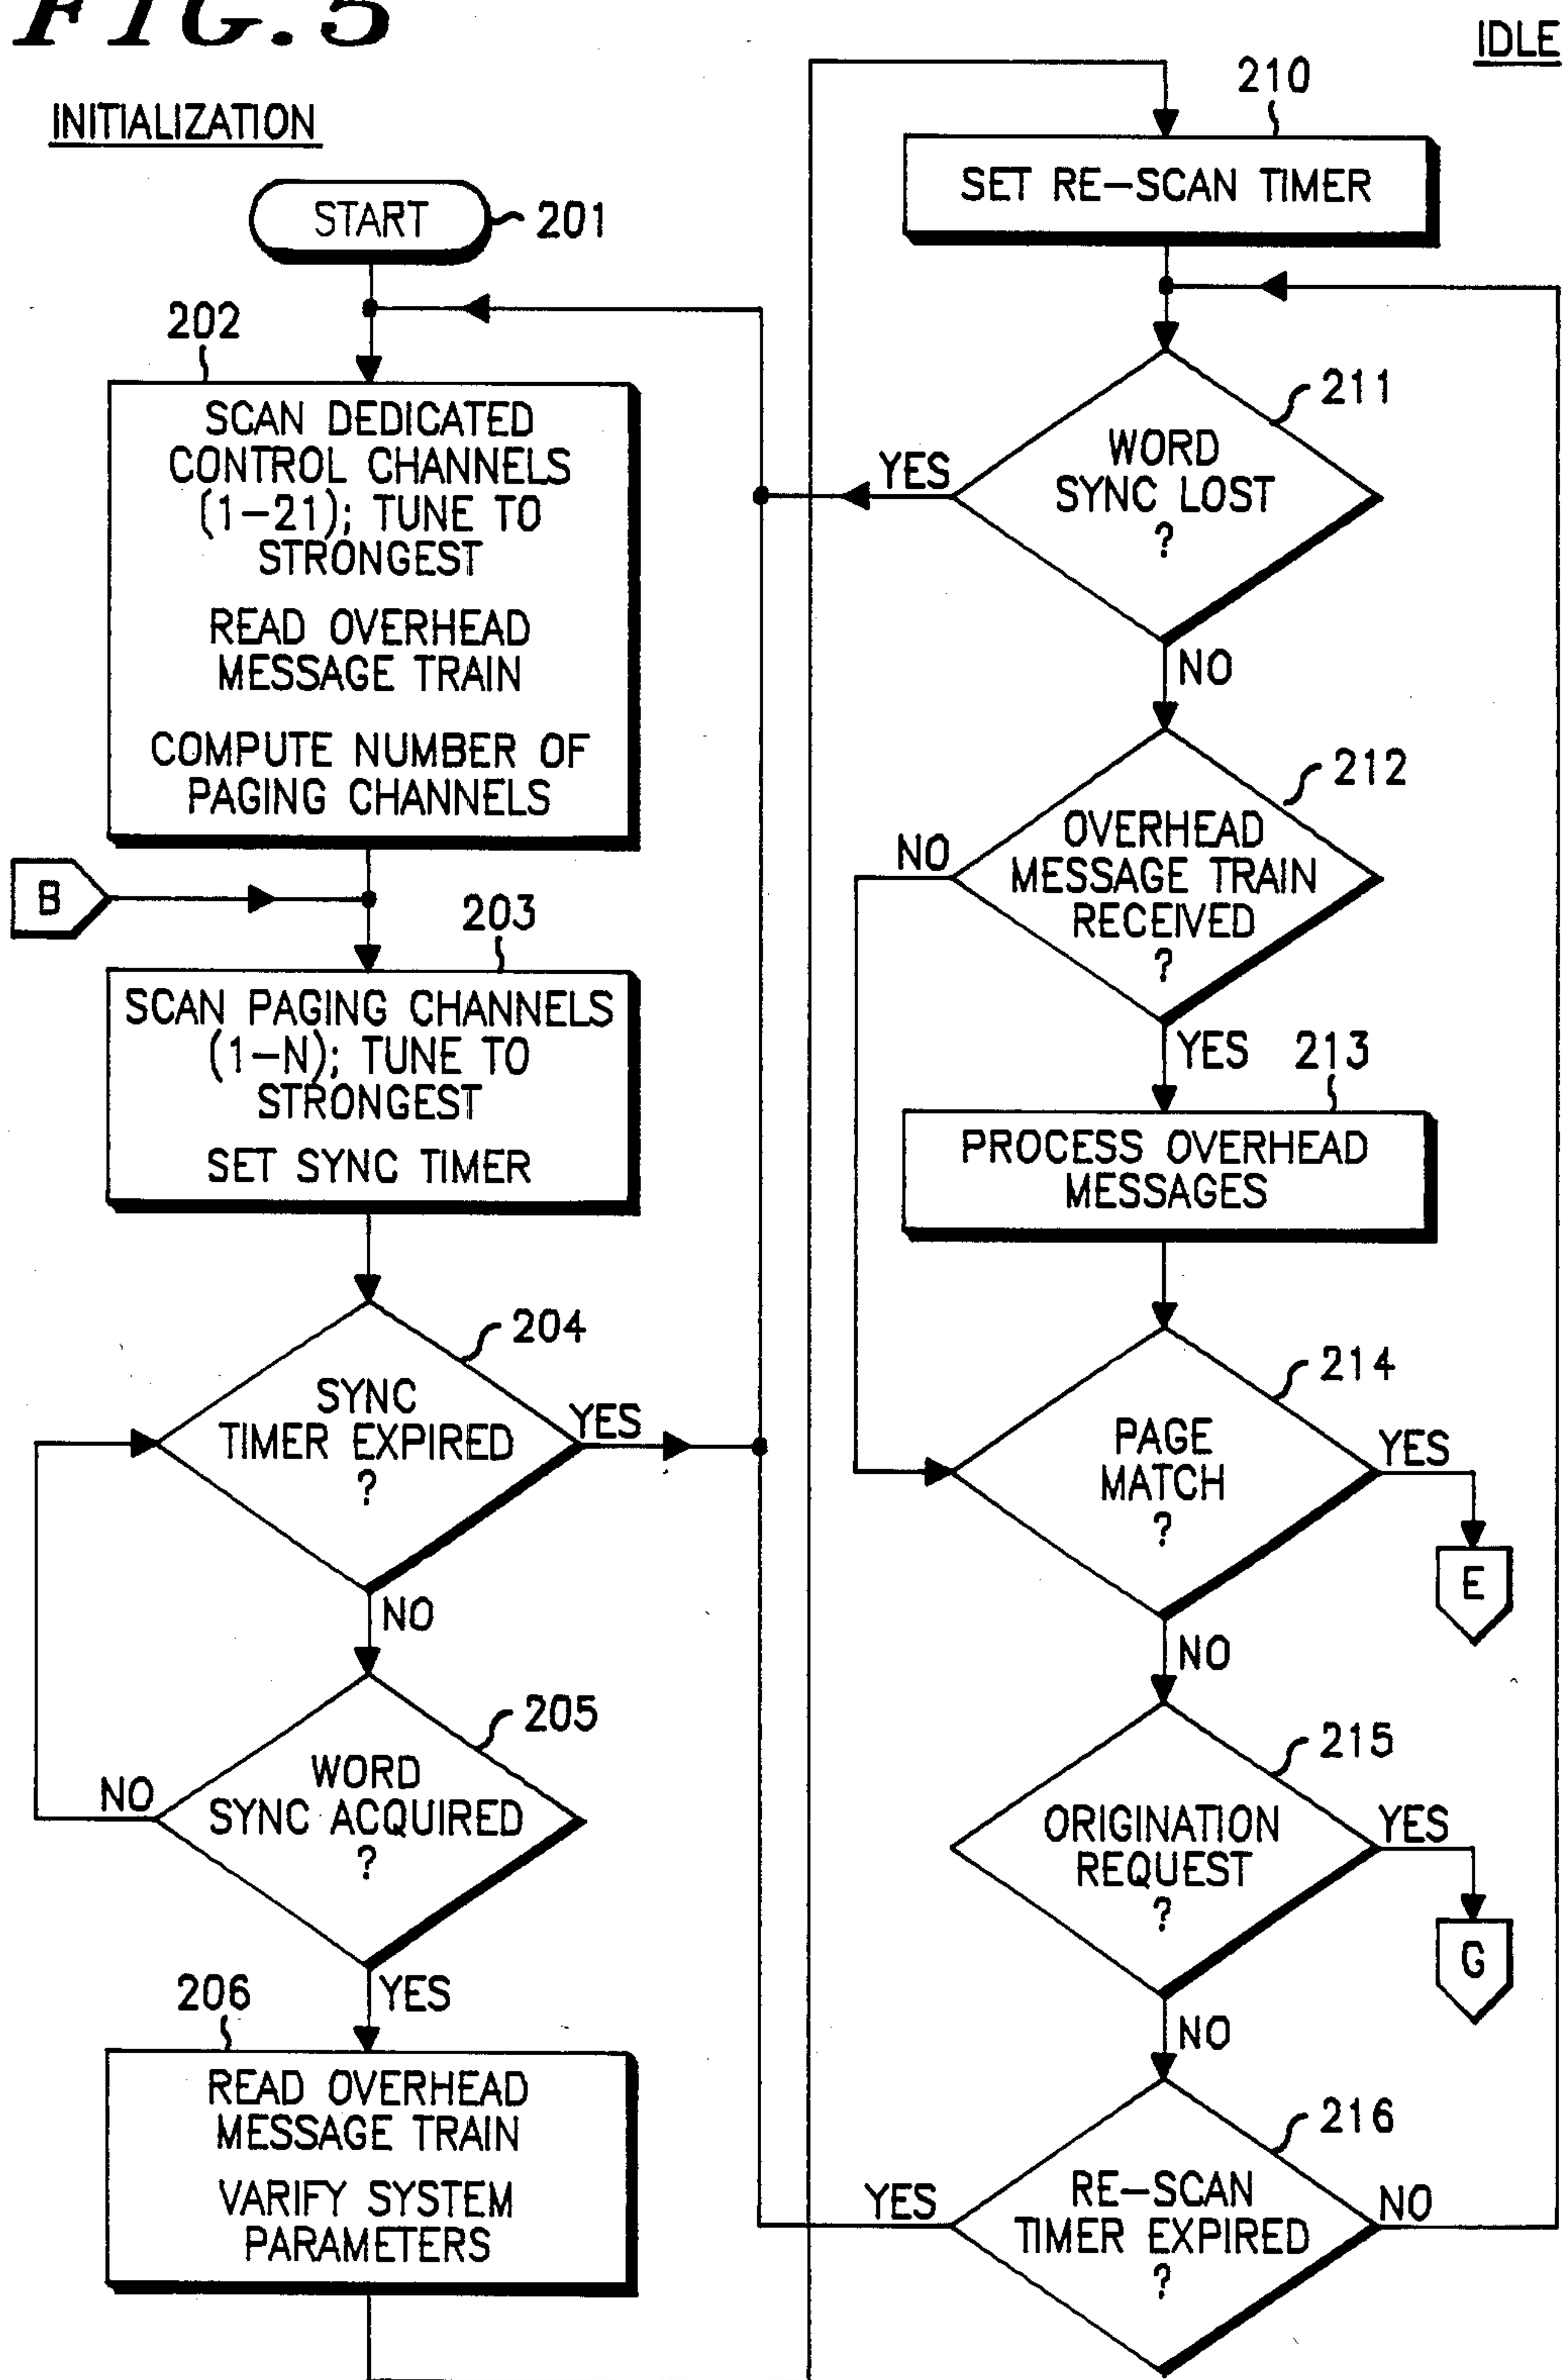 FIG. 5
INITIALIZATION
START
201
202
SCAN DEDICATED
CONTROL CHANNELS
(1-21); TUNE TO
STRONGEST
READ OVERHEAD
MESSAGE TRAIN
COMPUTE NUMBER OF
PAGING CHANNELS
B
203
SCAN PAGING CHANNELS
(1-N); TUNE TO
STRONGEST
SET SYNC TIMER
204
SYNC
TIMER EXPIRED
?
YES
NO
205
WORD
SYNC ACQUIRED
?
NO
YES
206
READ OVERHEAD
MESSAGE TRAIN
VARIFY SYSTEM
PARAMETERS
IDLE
210
SET RE-SCAN TIMER
211
WORD
SYNC LOST
?
YES
NO
212
OVERHEAD
MESSAGE TRAIN
RECEIVED
?
NO
YES
213
PROCESS OVERHEAD
MESSAGES
214
PAGE
MATCH
?
YES
E
NO
215
ORIGINATION
REQUEST
?
YES
G
NO
216
RE-SCAN
TIMER EXPIRED
?
YES
NO